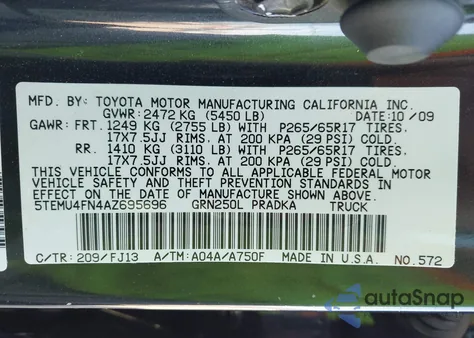 MFD. BY: TOYOTA MOTOR MANUFACTURING CALIFORNIA INC.
GVWR: 2472 KG (5450 LB) DATE: 10/09
GAWR: FRT. 1249 KG (2755 LB) WITH P265/65R17 TIRES,
17X7.5JJ RIMS. AT 200 KPA (29 PSI) COLD.
RR. 1410 KG (3110 LB) WITH P265/65R17 TIRES,
17X7.5JJ RIMS, AT 200 KPA (29 PSI) COLD.
THIS VEHICLE CONFORMS TO ALL APPLICABLE FEDERAL MOTOR
VEHICLE SAFETY AND THEFT PREVENTION STANDARDS IN
EFFECT ON THE DATE OF MANUFACTURE SHOWN ABOVE.
5TEMU4FN4AZ695696 GRN250L PRADKA TRUCK
C/TR: 209/FJ13 A/TM: A04A/A750F MADE IN U.S.A. NO. 572
autoSnap